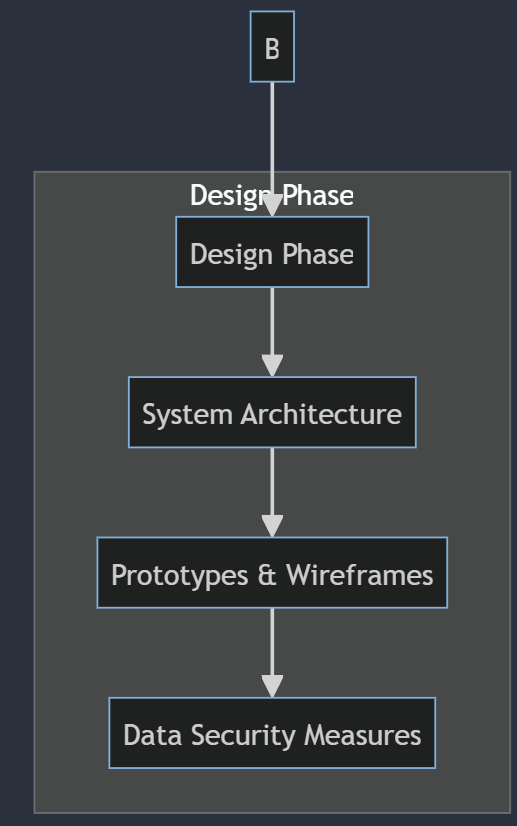 B
Design Phase
Design Phase
System Architecture
Prototypes & Wireframes
Data Security Measures